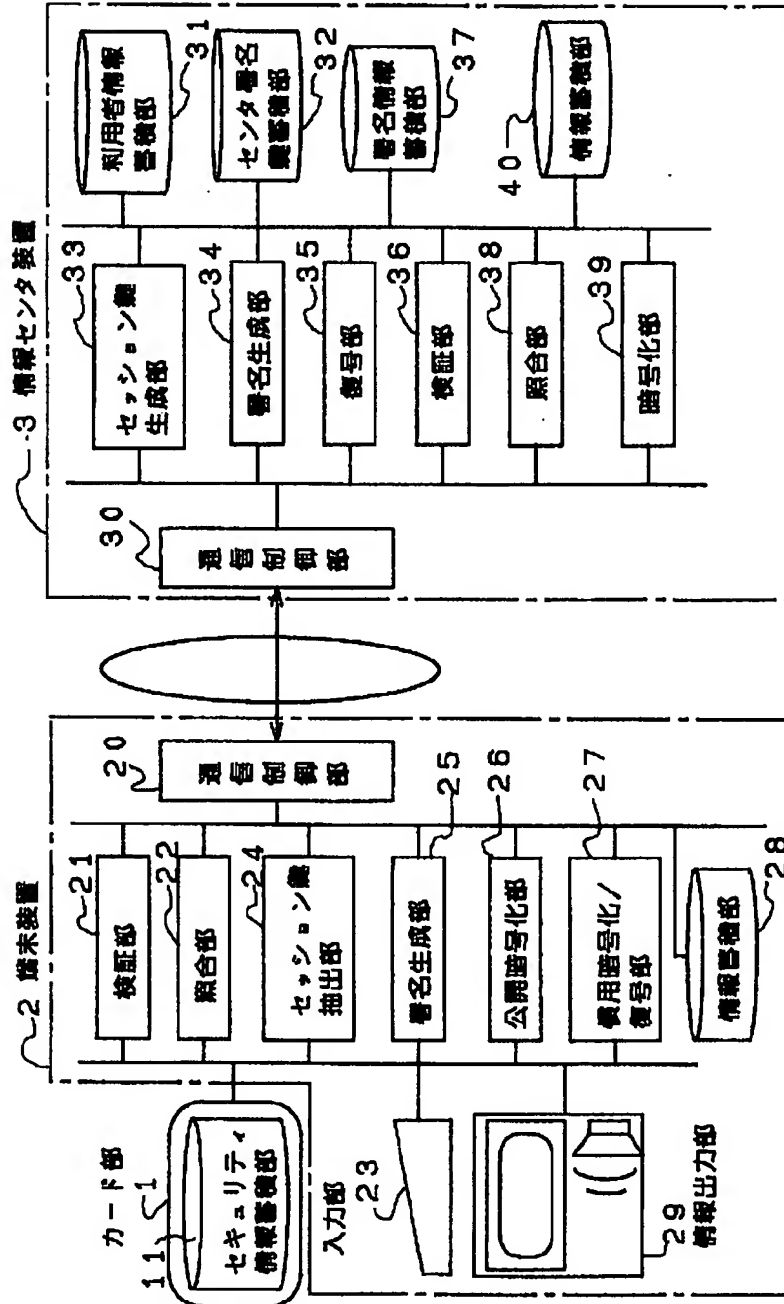 カード部
1
11
セキュリティ
情報蓄積部
入力部
23
29
情報出力部
2 端末装置
21
検証部
22
照合部
24
セッション鍵
抽出部
署名生成部
25
公開暗号化部
26
慣用暗号化/
復号部
27
情報蓄積部
28
20
通信制御部
3 情報センタ装置
30
通信制御部
33
セッション鍵
生成部
34
署名生成部
35
復号部
36
検証部
38
照合部
39
暗号化部
利用者情報
蓄積部
31
センタ署名
鍵蓄積部
32
署名情報
蓄積部
37
40
情報蓄積部